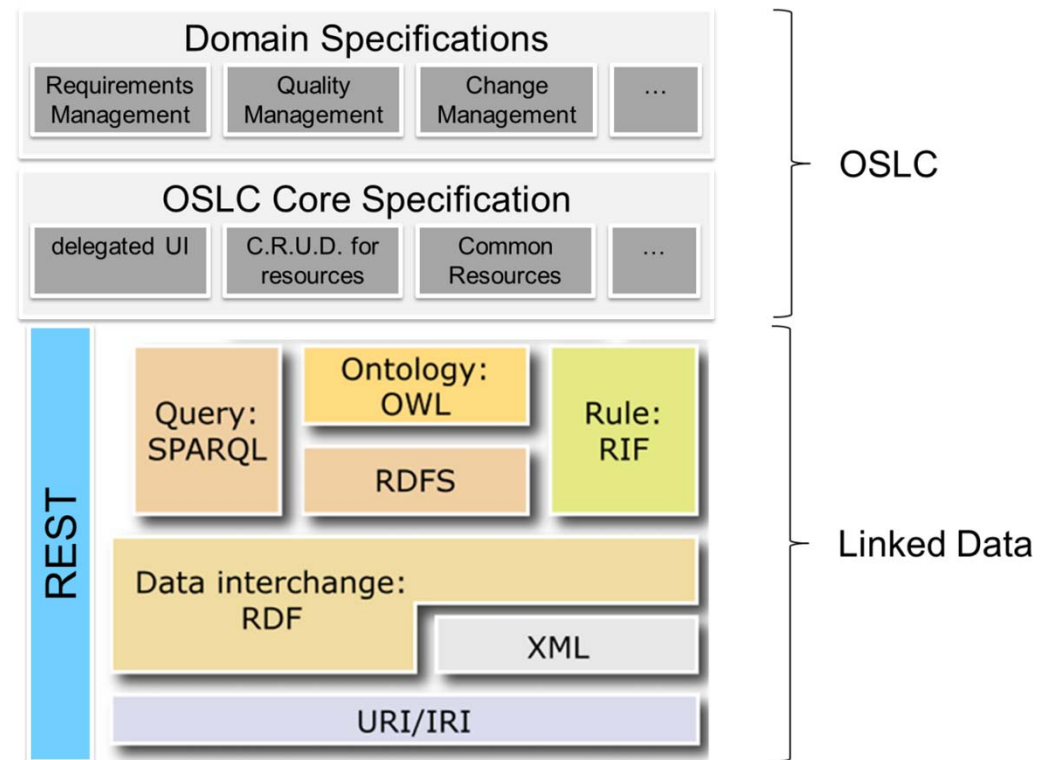 Domain Specifications
Requirements
Management
Quality
Management
Change
Management
...
OSLC
OSLC Core Specification
delegated UI
C.R.U.D. for
resources
Common
Resources
...
REST
Query:
SPARQL
Ontology:
OWL
RDFS
Rule:
RIF
Linked Data
Data interchange:
RDF
XML
URI/IRI